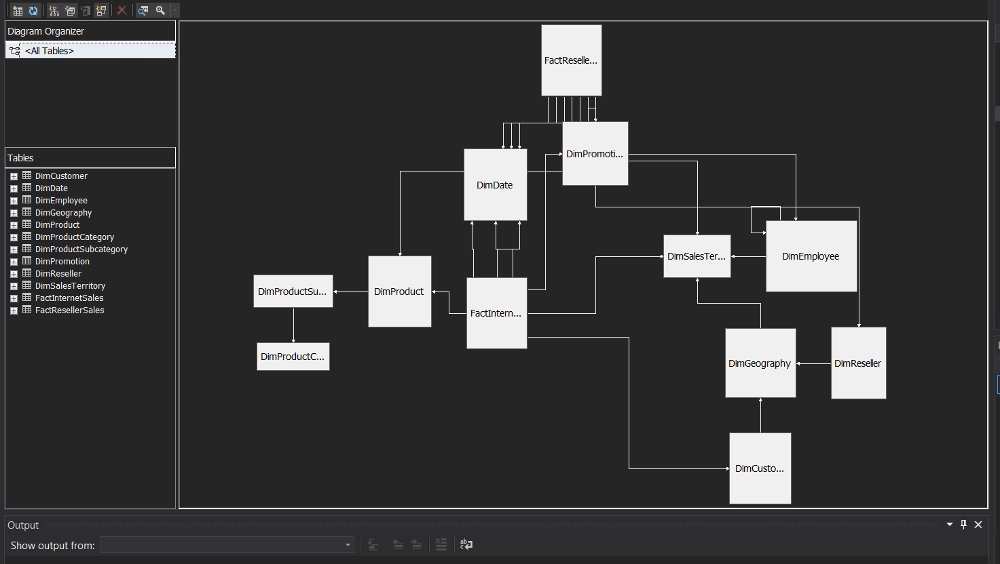 Diagram Organizer
<All Tables>
Tables
DimCustomer
DimDate
DimEmployee
DimGeography
DimProduct
DimProductCategory
DimProductSubcategory
DimPromotion
DimReseller
DimSalesTerritory
FactInternetSales
FactResellerSales
FactReselle...
DimPromoti...
DimDate
DimSalesTer...
DimEmployee
DimProductSu...
DimProduct
FactIntern...
DimProductC...
DimGeography
DimReseller
DimCusto...
Output
Show output from: